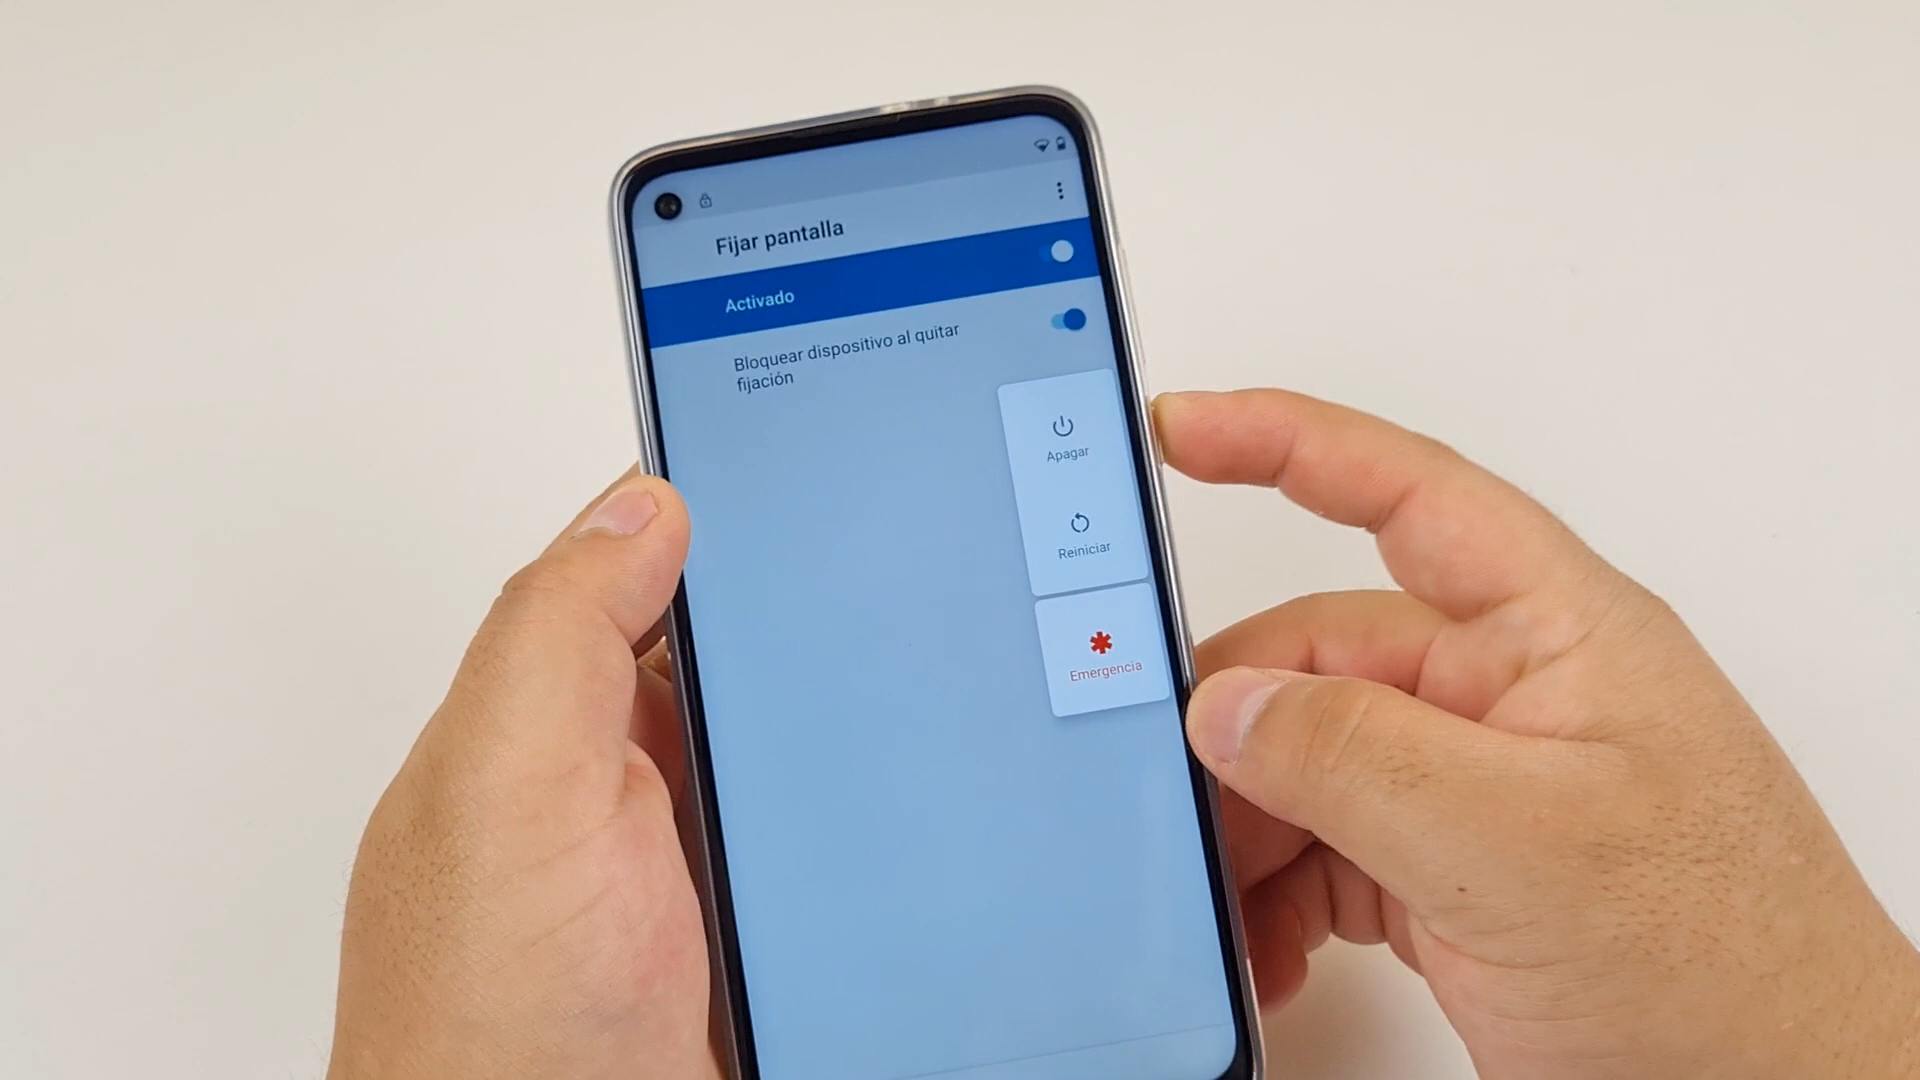 Fijar pantalla
Activado
Bloquear dispositivo al quitar
fijación
Apagar
Reiniciar
Emergencia